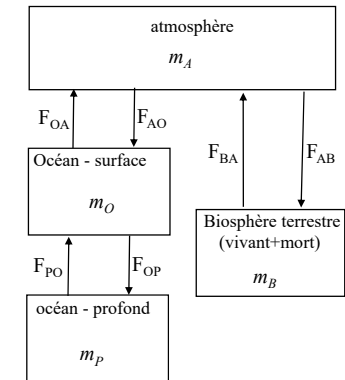 atmosphère
m_A
F_OA
F_AO
F_BA
F_AB
Océan - surface
m_O
Biosphère terrestre
(vivant+mort)
m_B
F_PO
F_OP
océan - profond
m_P